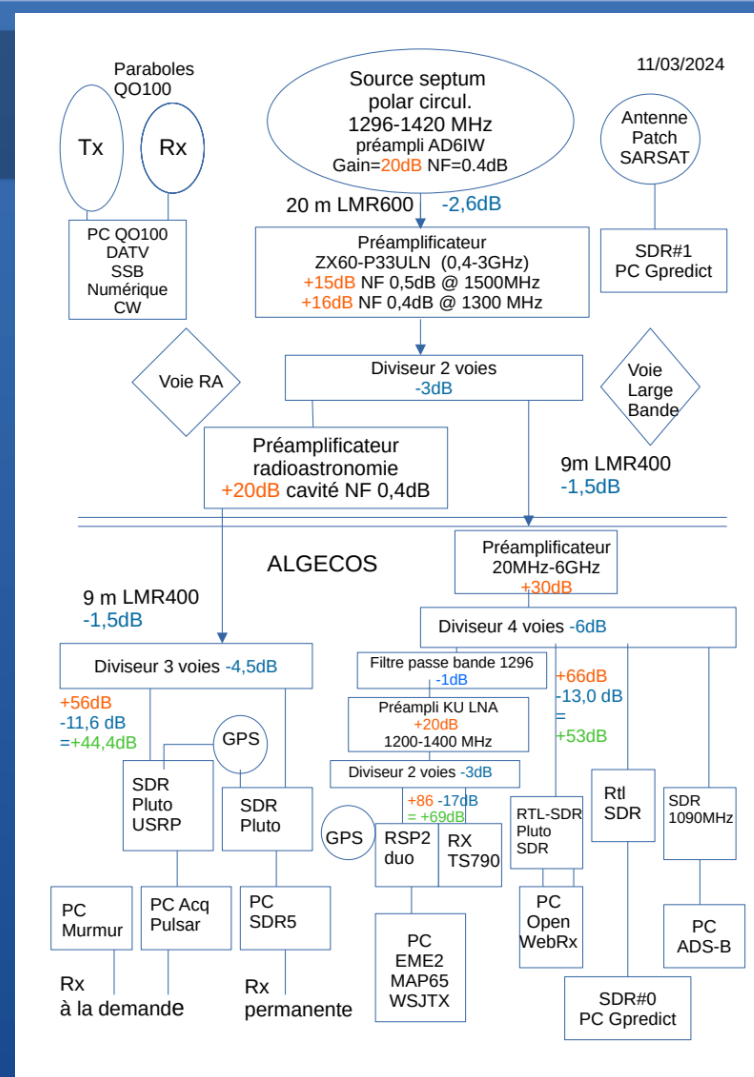 11/03/2024
Paraboles
QO100
Tx
Rx
PC QO100
DATV
SSB
Numérique
CW
Source septum
polar circul.
1296-1420 MHz
préampli AD6IW
Gain=20dB NF=0.4dB
Antenne
Patch
SARSAT
SDR#1
PC Gpredict
20 m LMR600 -2,6dB
Préamplificateur
ZX60-P33ULN (0,4-3GHz)
+15dB NF 0,5dB @ 1500MHz
+16dB NF 0,4dB @ 1300 MHz
Diviseur 2 voies
-3dB
Voie RA
Voie
Large
Bande
Préamplificateur
radioastronomie
+20dB cavité NF 0,4dB
9m LMR400
-1,5dB
ALGECOS
Préamplificateur
20MHz-6GHz
+30dB
9 m LMR400
-1,5dB
Diviseur 4 voies -6dB
Diviseur 3 voies -4,5dB
Filtre passe bande 1296
-1dB
+66dB
-13,0 dB
=
+53dB
+56dB
-11,6 dB
=+44,4dB
GPS
Préampli KU LNA
+20dB
1200-1400 MHz
Diviseur 2 voies -3dB
+86 -17dB
= +69dB
SDR
Pluto
USRP
SDR
Pluto
GPS
RSP2
duo
RX
TS790
RTL-SDR
Pluto
SDR
Rtl
SDR
SDR
1090MHz
PC
Murmur
PC Acq
Pulsar
PC
SDR5
PC
EME2
MAP65
WSJTX
PC
Open
WebRx
PC
ADS-B
Rx
à la demande
Rx
permanente
SDR#0
PC Gpredict